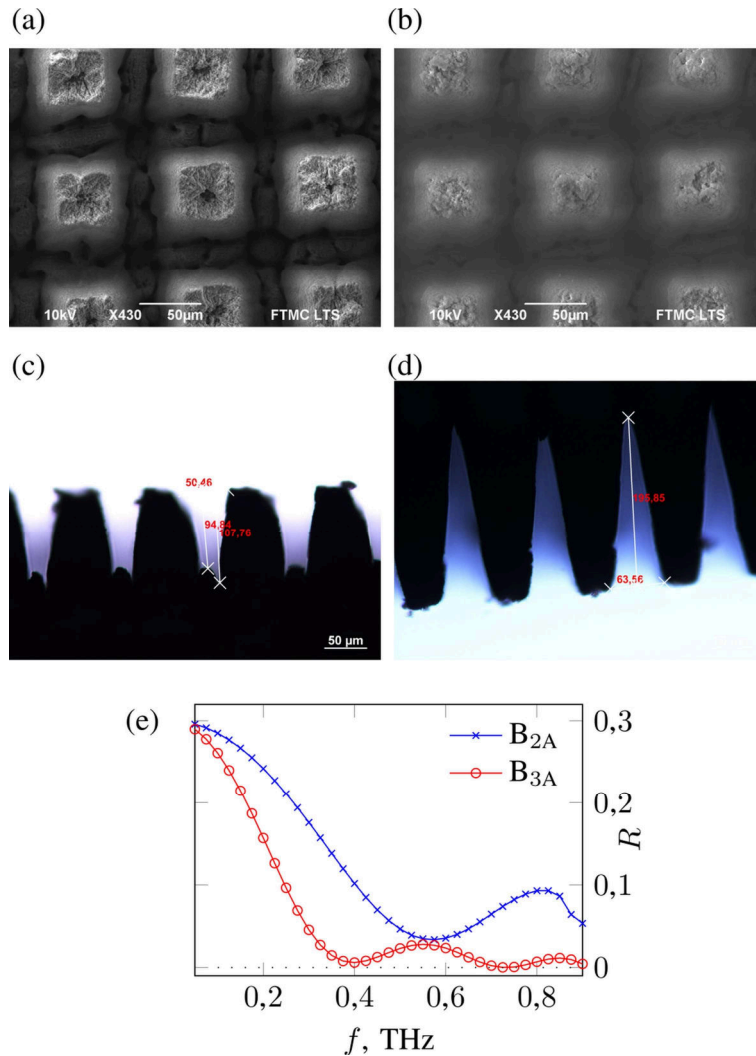 (a) (b)
10kV X430 50µm FTMC LTS
10kV X430 50µm FTMC LTS
(c) (d)
50,46
94,84
107,76
50 µm
195,85
63,56
(e)
B2A
B3A
0,3
0,2
0,1
0
R
0,2 0,4 0,6 0,8
f, THz